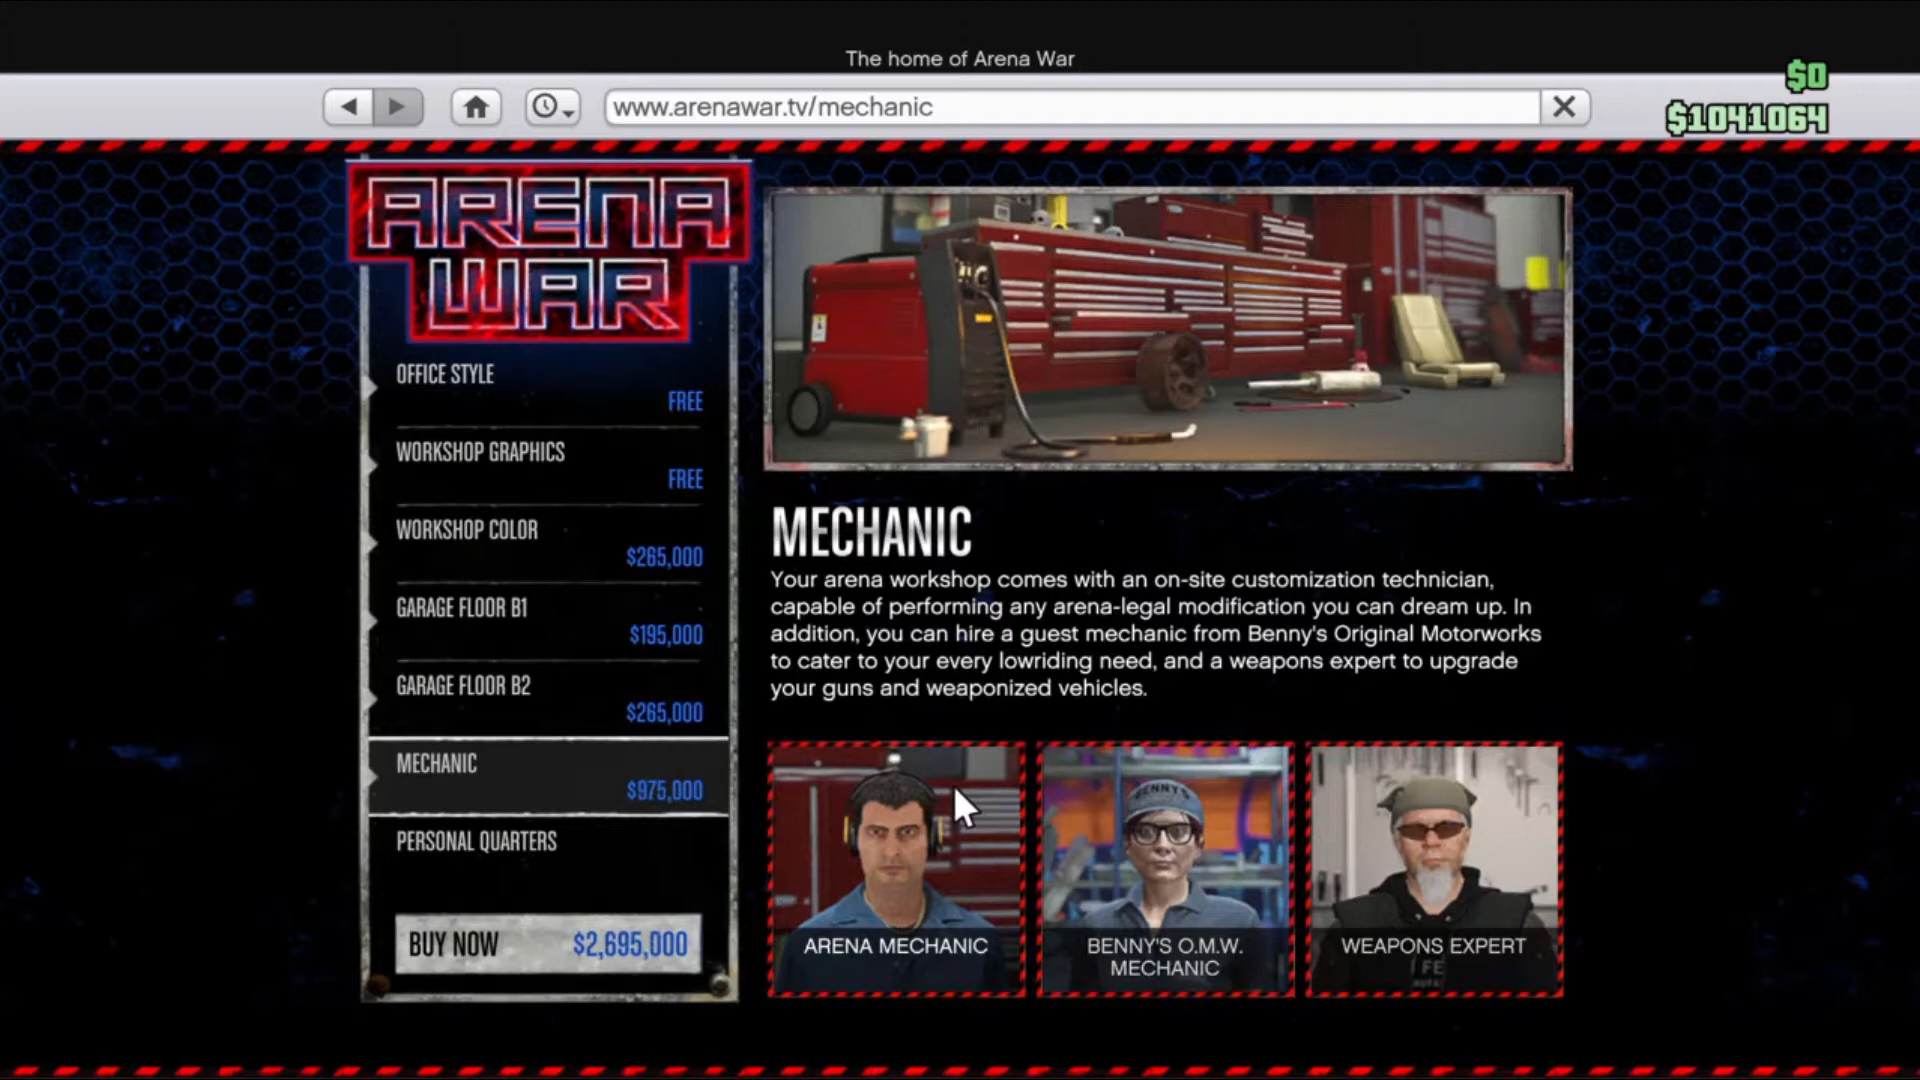 The home of Arena War
$0
www.arenawar.tv/mechanic
$1041064
ARENA
WAR
OFFICE STYLE
FREE
WORKSHOP GRAPHICS
FREE
WORKSHOP COLOR
$265,000
GARAGE FLOOR B1
$195,000
GARAGE FLOOR B2
$265,000
MECHANIC
$975,000
PERSONAL QUARTERS
BUY NOW $2,695,000
MECHANIC
Your arena workshop comes with an on-site customization technician,
capable of performing any arena-legal modification you can dream up. In
addition, you can hire a guest mechanic from Benny's Original Motorworks
to cater to your every lowriding need, and a weapons expert to upgrade
your guns and weaponized vehicles.
ARENA MECHANIC
BENNY'S
BENNY'S O.M.W.
MECHANIC
WEAPONS EXPERT